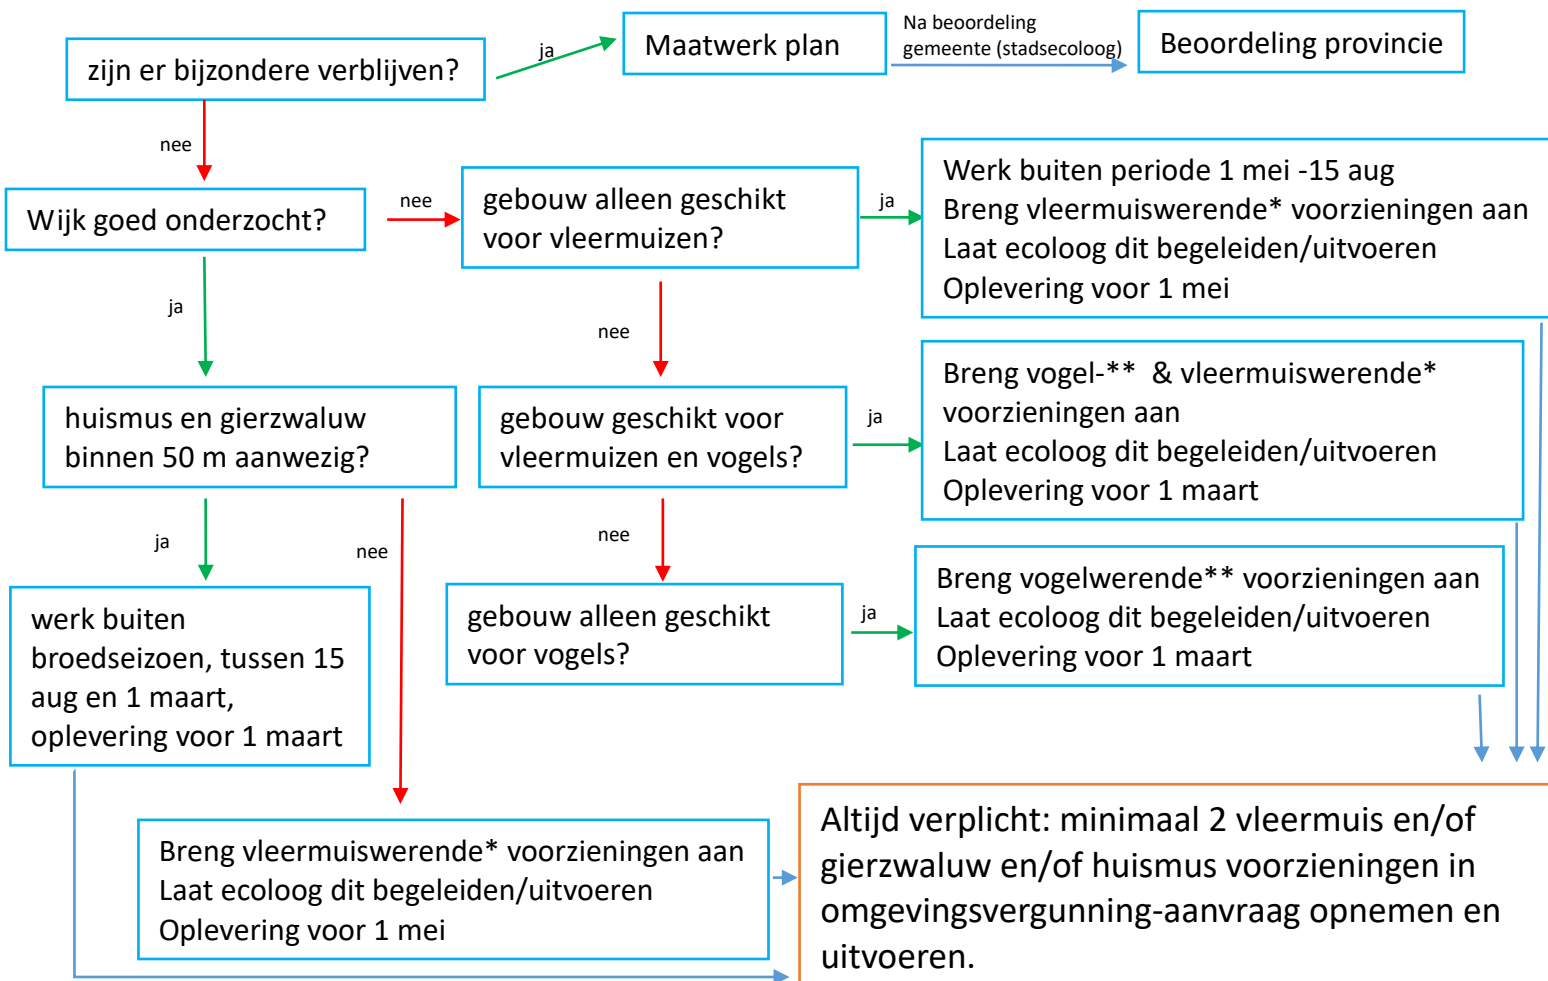 zijn er bijzondere verblijven?
ja
Maatwerk plan
Na beoordeling
gemeente (stadsecoloog)
Beoordeling provincie
nee
Wijk goed onderzocht?
nee
gebouw alleen geschikt
voor vleermuizen?
ja
Werk buiten periode 1 mei -15 aug
Breng vleermuiswerende* voorzieningen aan
Laat ecoloog dit begeleiden/uitvoeren
Oplevering voor 1 mei
ja
nee
huismus en gierzwaluw
binnen 50 m aanwezig?
gebouw geschikt voor
vleermuizen en vogels?
ja
Breng vogel-** & vleermuiswerende*
voorzieningen aan
Laat ecoloog dit begeleiden/uitvoeren
Oplevering voor 1 maart
ja
nee
nee
werk buiten
broedseizoen, tussen 15
aug en 1 maart,
oplevering voor 1 maart
gebouw alleen geschikt
voor vogels?
ja
Breng vogelwerende** voorzieningen aan
Laat ecoloog dit begeleiden/uitvoeren
Oplevering voor 1 maart
Breng vleermuiswerende* voorzieningen aan
Laat ecoloog dit begeleiden/uitvoeren
Oplevering voor 1 mei
Altijd verplicht: minimaal 2 vleermuis en/of
gierzwaluw en/of huismus voorzieningen in
omgevingsvergunning-aanvraag opnemen en
uitvoeren.